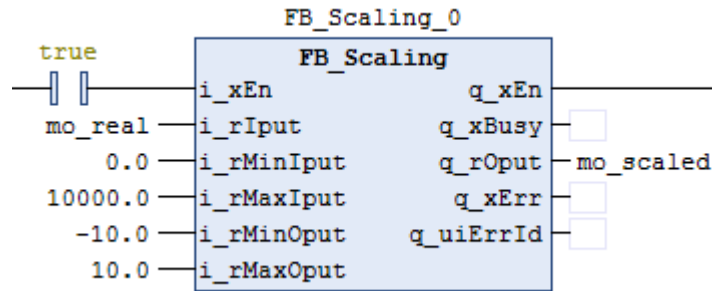 FB_Scaling_0
true
FB_Scaling
i_xEn q_xEn
mo_real i_rIput q_xBusy
0.0 i_rMinIput q_rOput mo_scaled
10000.0 i_rMaxIput q_xErr
-10.0 i_rMinOput q_uiErrId
10.0 i_rMaxOput